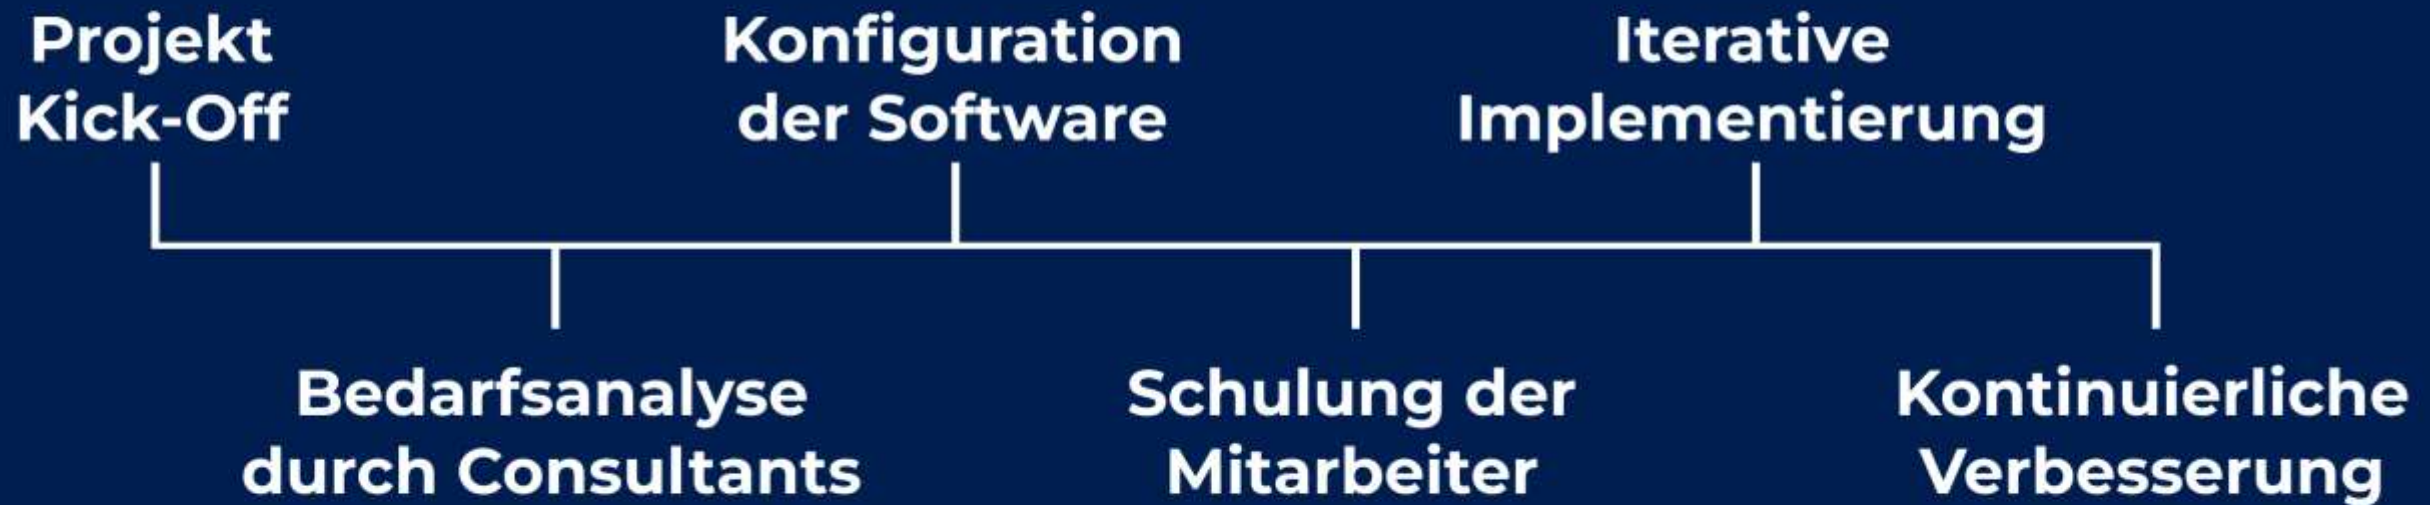 Projekt
Kick-Off
Bedarfsanalyse
durch Consultants
Konfiguration
der Software
Schulung der
Mitarbeiter
Iterative
Implementierung
Kontinuierliche
Verbesserung